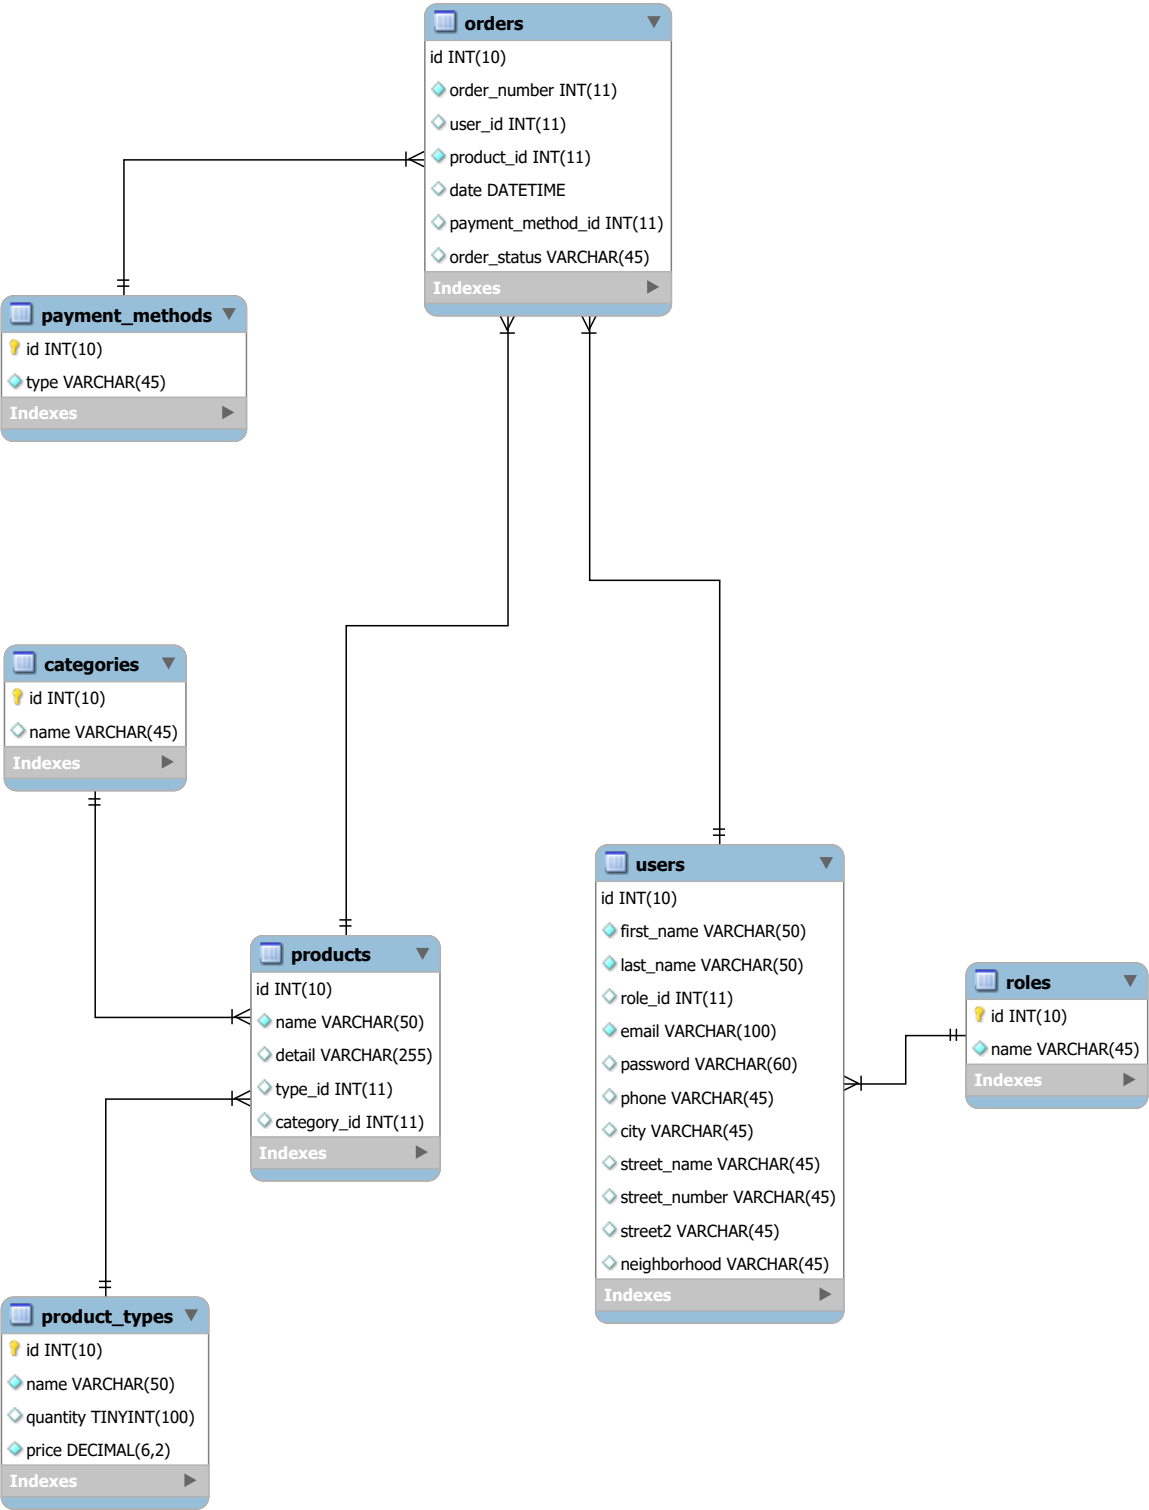 orders
id INT(10)
order_number INT(11)
user_id INT(11)
product_id INT(11)
date DATETIME
payment_method_id INT(11)
order_status VARCHAR(45)
Indexes
payment_methods
id INT(10)
type VARCHAR(45)
Indexes
categories
id INT(10)
name VARCHAR(45)
Indexes
products
id INT(10)
name VARCHAR(50)
detail VARCHAR(255)
type_id INT(11)
category_id INT(11)
Indexes
users
id INT(10)
first_name VARCHAR(50)
last_name VARCHAR(50)
role_id INT(11)
email VARCHAR(100)
password VARCHAR(60)
phone VARCHAR(45)
city VARCHAR(45)
street_name VARCHAR(45)
street_number VARCHAR(45)
street2 VARCHAR(45)
neighborhood VARCHAR(45)
Indexes
roles
id INT(10)
name VARCHAR(45)
Indexes
product_types
id INT(10)
name VARCHAR(50)
quantity TINYINT(100)
price DECIMAL(6,2)
Indexes